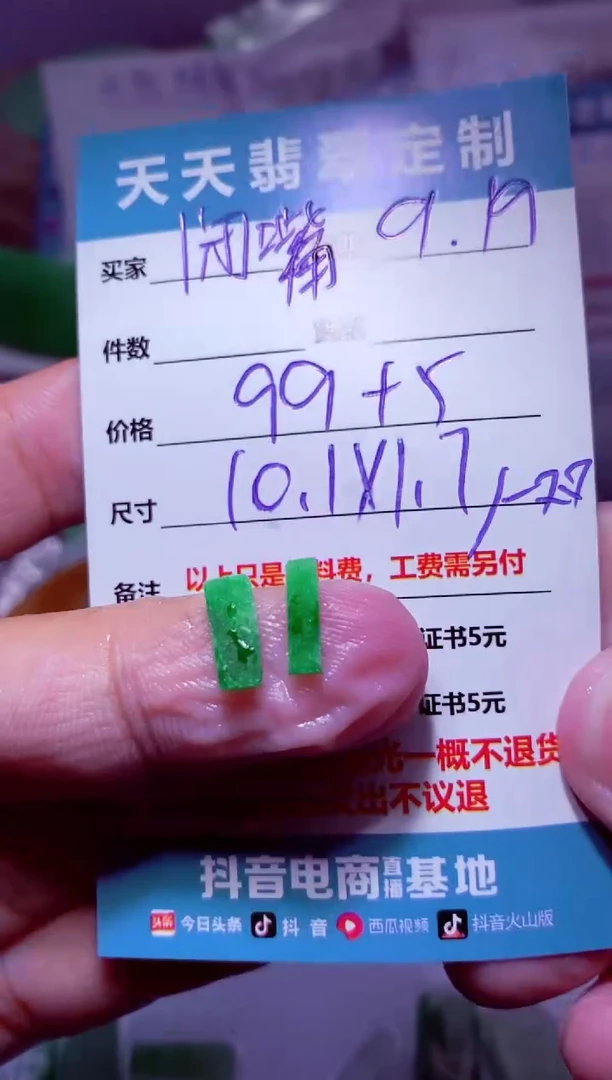 天天翡翠定制
买家 闭嘴 9.19
件数
价格 99+5
尺寸 10.1X1.7
备注 以上只是 料费，工费需另付
证书5元
证书5元
光一概不退货
出不议退
抖音电商直播基地
今日头条 抖音 西瓜视频 抖音火山版